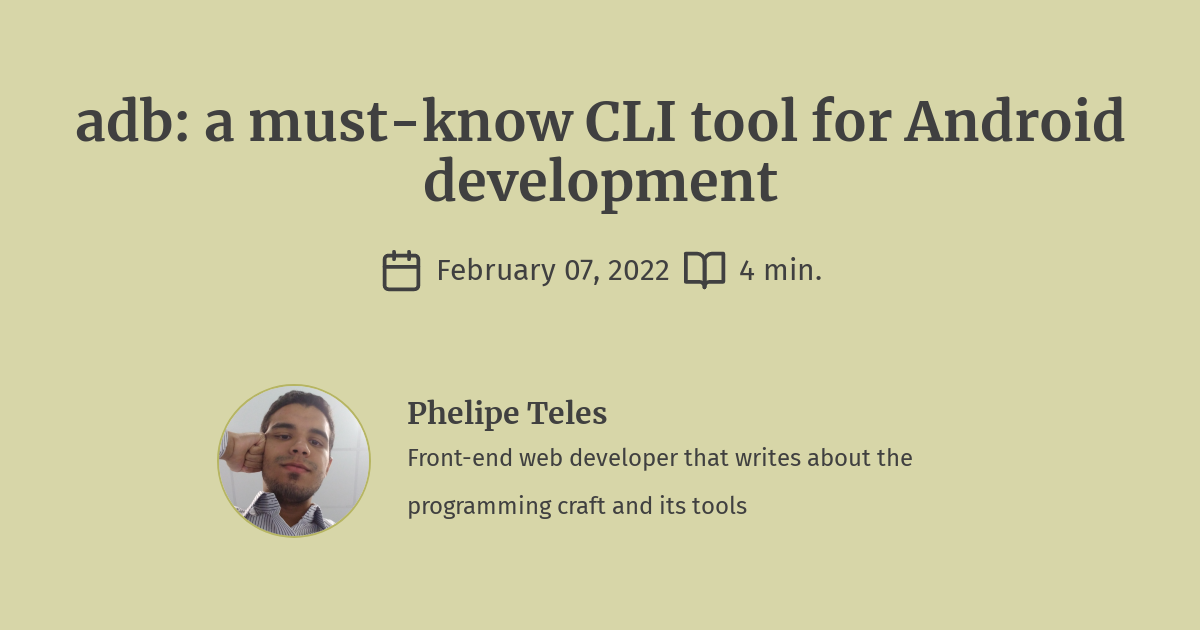 adb: a must-know CLI tool for Android
development
February 07, 2022 4 min.
Phelipe Teles
Front-end web developer that writes about the
programming craft and its tools